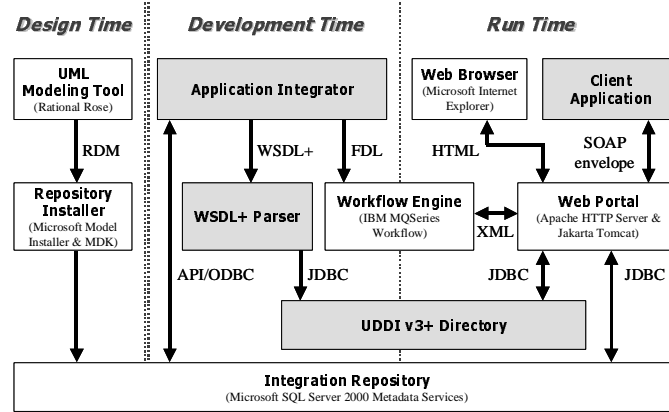 Design Time
Development Time
Run Time
UML
Modeling Tool
(Rational Rose)
Application Integrator
Web Browser
(Microsoft Internet
Explorer)
Client
Application
RDM
WSDL+
FDL
HTML
SOAP
envelope
Repository
Installer
(Microsoft Model
Installer & MDK)
WSDL+ Parser
Workflow Engine
(IBM MQSeries
Workflow)
XML
Web Portal
(Apache HTTP Server &
Jakarta Tomcat)
API/ODBC
JDBC
JDBC
JDBC
UDDI v3+ Directory
Integration Repository
(Microsoft SQL Server 2000 Metadata Services)